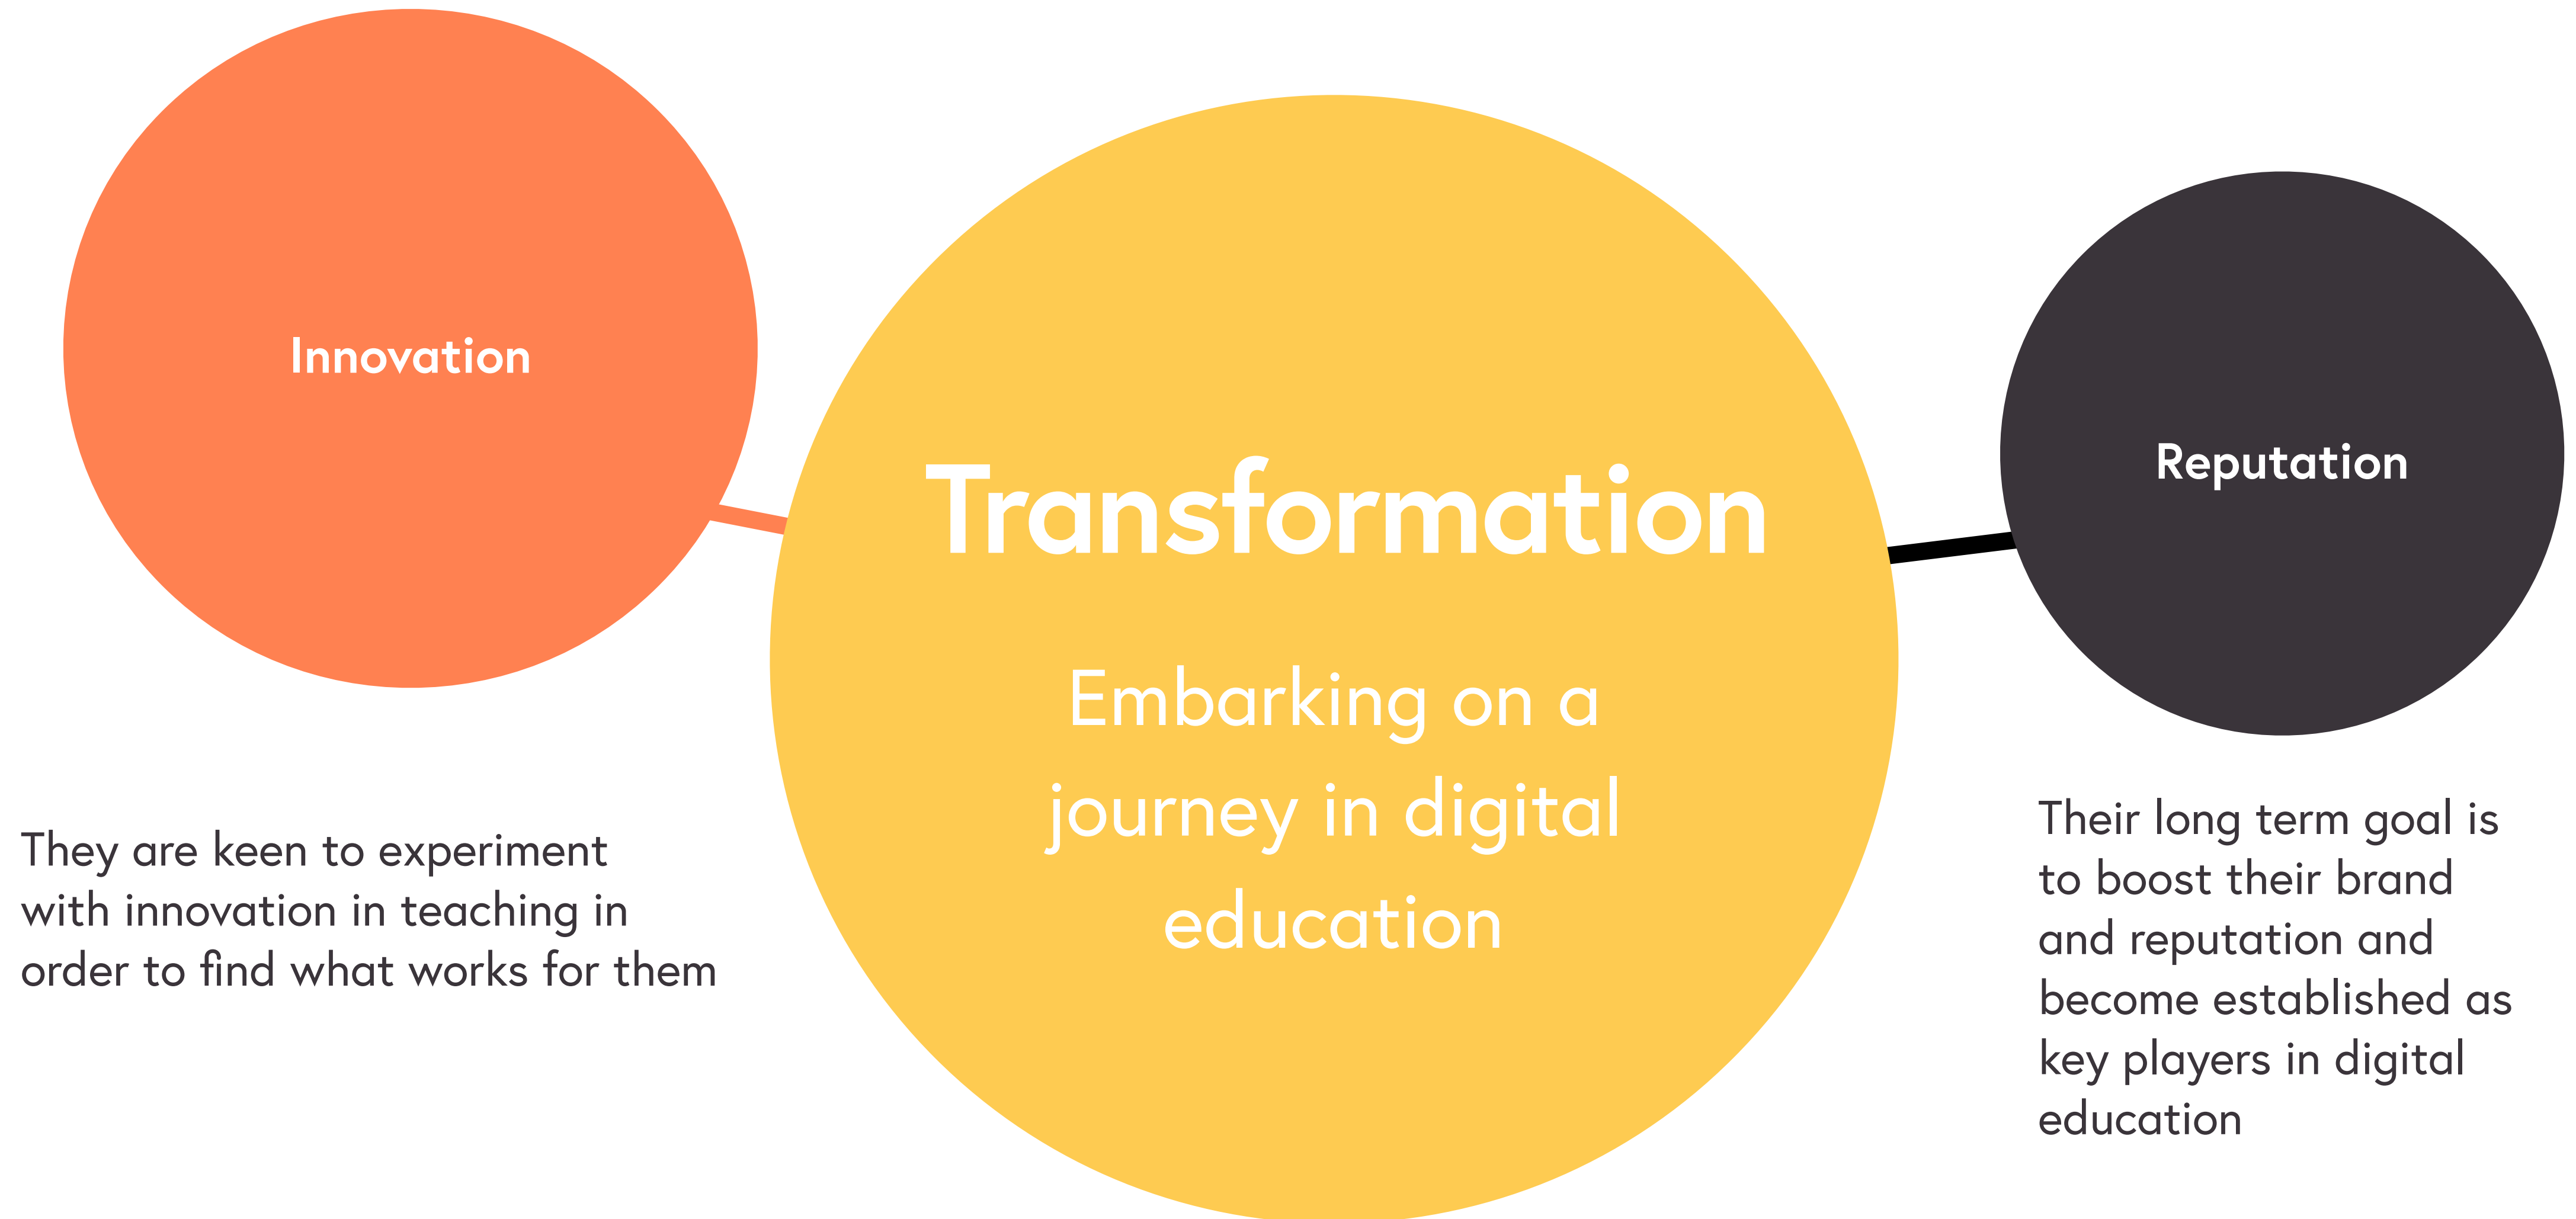 Innovation
They are keen to experiment
with innovation in teaching in
order to find what works for them
Transformation
Embarking on a
journey in digital
education
Reputation
Their long term goal is
to boost their brand
and reputation and
become established as
key players in digital
education